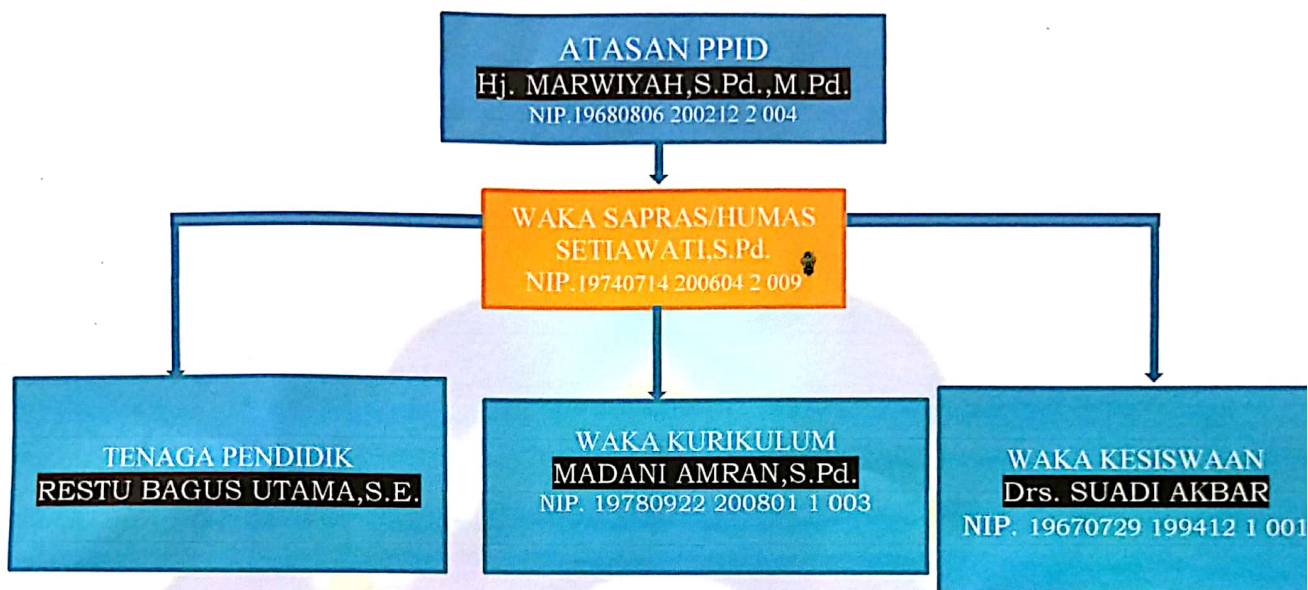 ATASAN PPID
Hj. MARWIYAH,S.Pd.,M.Pd.
NIP.19680806 200212 2 004
WAKA SAPRAS/HUMAS
SETIAWATI,S.Pd.
NIP.19740714 200604 2 009
TENAGA PENDIDIK
RESTU BAGUS UTAMA,S.E.
WAKA KURIKULUM
MADANI AMRAN,S.Pd.
NIP. 19780922 200801 1 003
WAKA KESISWAAN
Drs. SUADI AKBAR
NIP. 19670729 199412 1 001